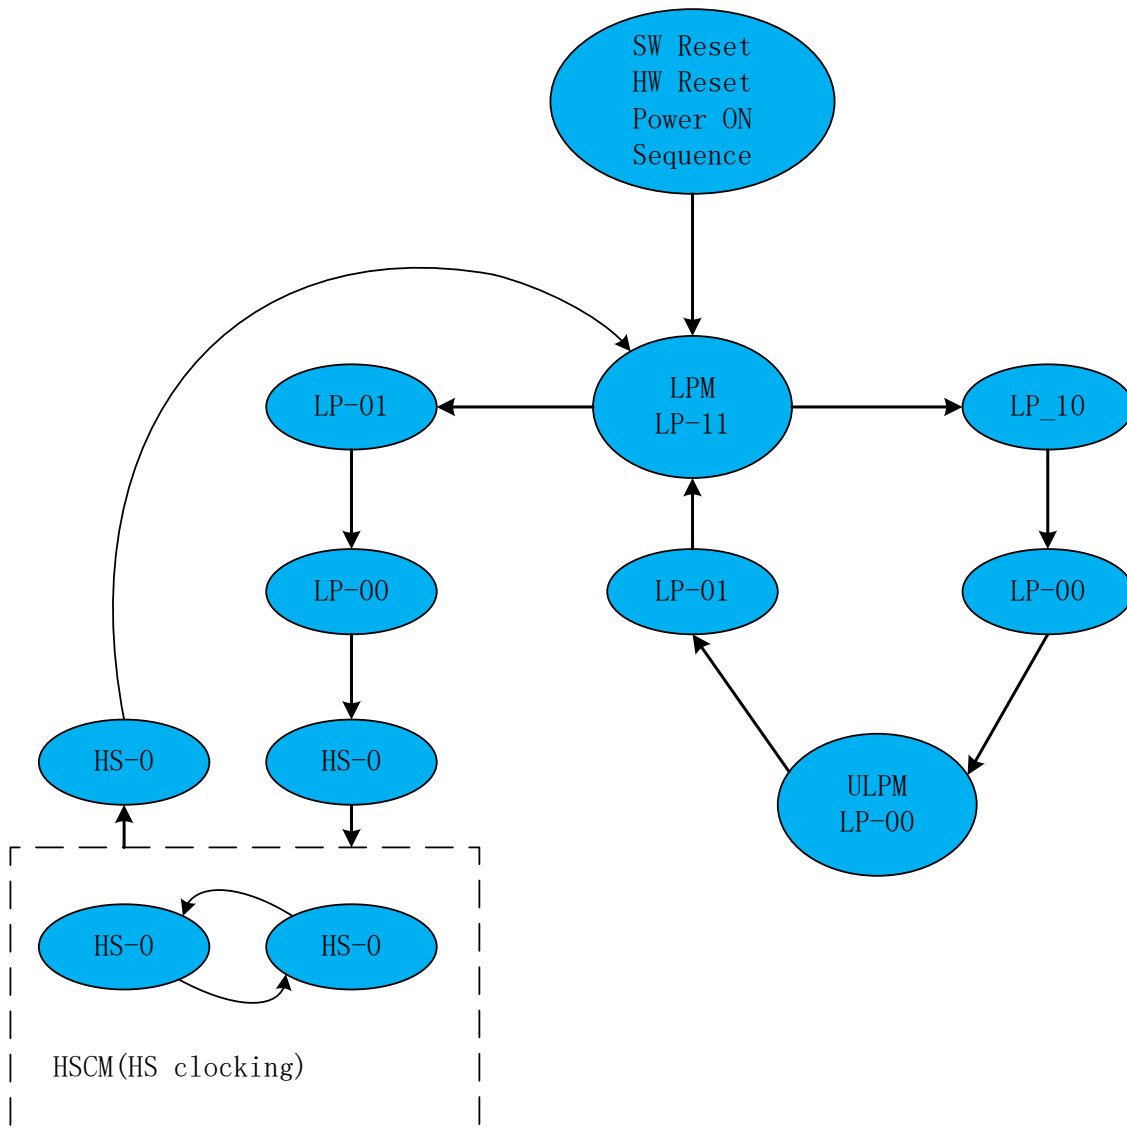 SW Reset
HW Reset
Power ON
Sequence
LPM
LP-11
LP-01
LP_10
LP-00
LP-01
LP-00
HS-0
HS-0
ULPM
LP-00
HS-0
HS-0
HSCM(HS clocking)